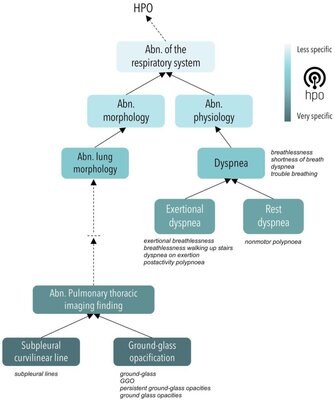 HPO
Less specific
Abn. of the
respiratory system
hpo
Very specific
Abn.
morphology
Abn.
physiology
Abn. lung
morphology
Dyspnea
breathlessness
shortness of breath
dyspnea
trouble breathing
Exertional
dyspnea
Rest
dyspnea
exertional breathlessness
breathlessness walking up stairs
dyspnea on exertion
postactivity polypnoea
nonmotor polypnoea
Abn. Pulmonary thoracic
imaging finding
Subpleural
curvilinear line
Ground-glass
opacification
subpleural lines
ground-glass
GGO
persistent ground-glass opacities
ground glass opacities